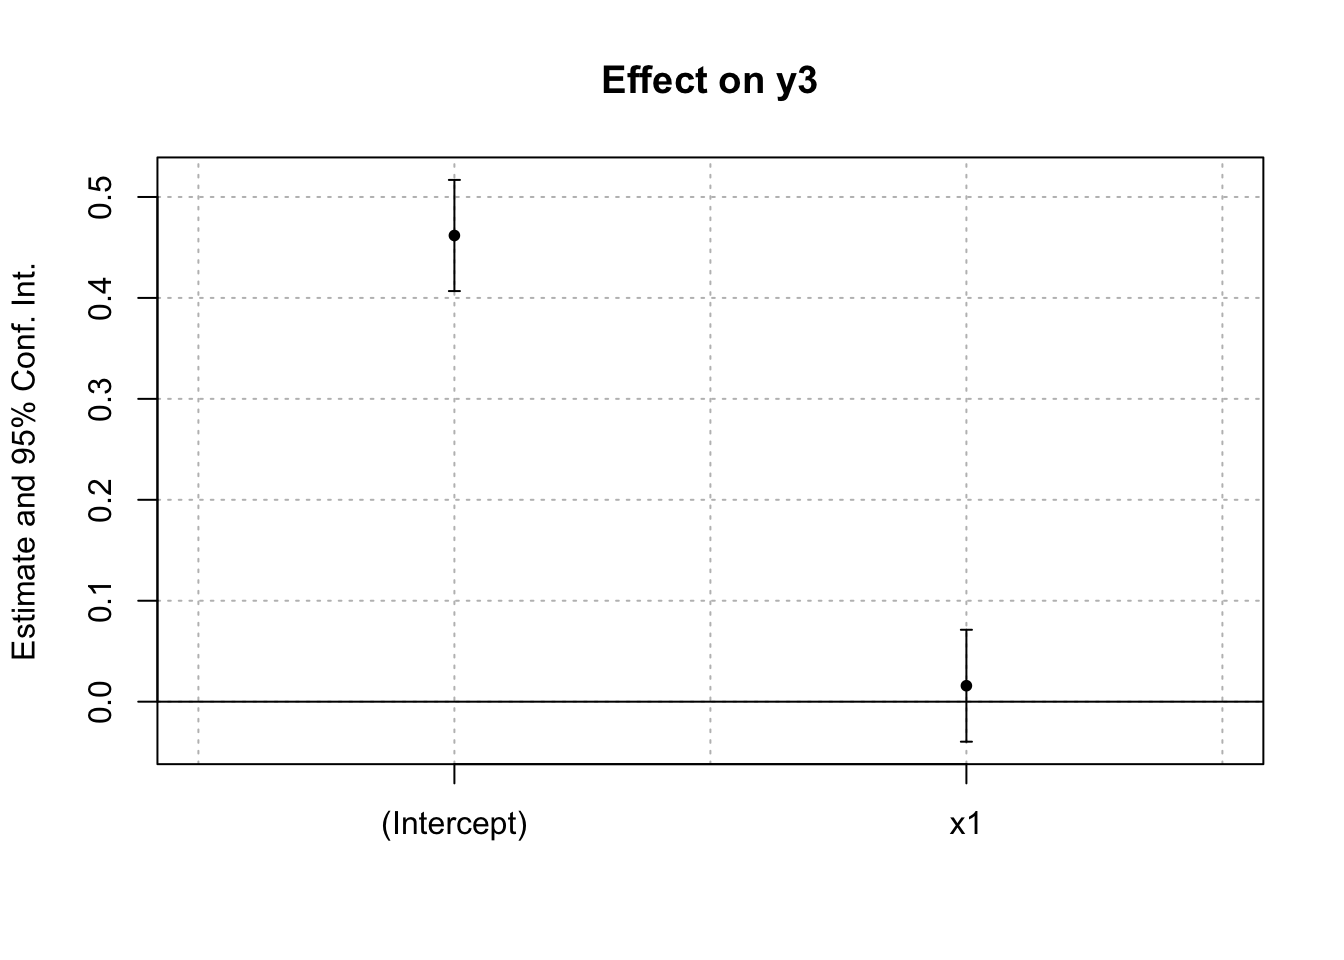 Effect on y3
Estimate and 95% Conf. Int.
0.5
0.4
0.3
0.2
0.1
0.0
(Intercept)
x1